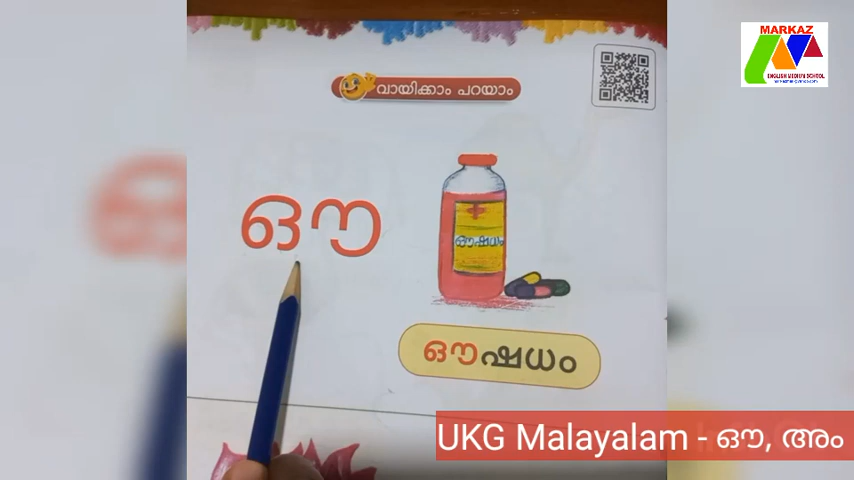 MARKAZ
ENGLISH MEDIUM SCHOOL
വായിക്കാം പറയാം
ഔ
ഔഷധം
ഔഷധം
UKG Malayalam - ഔ, അം